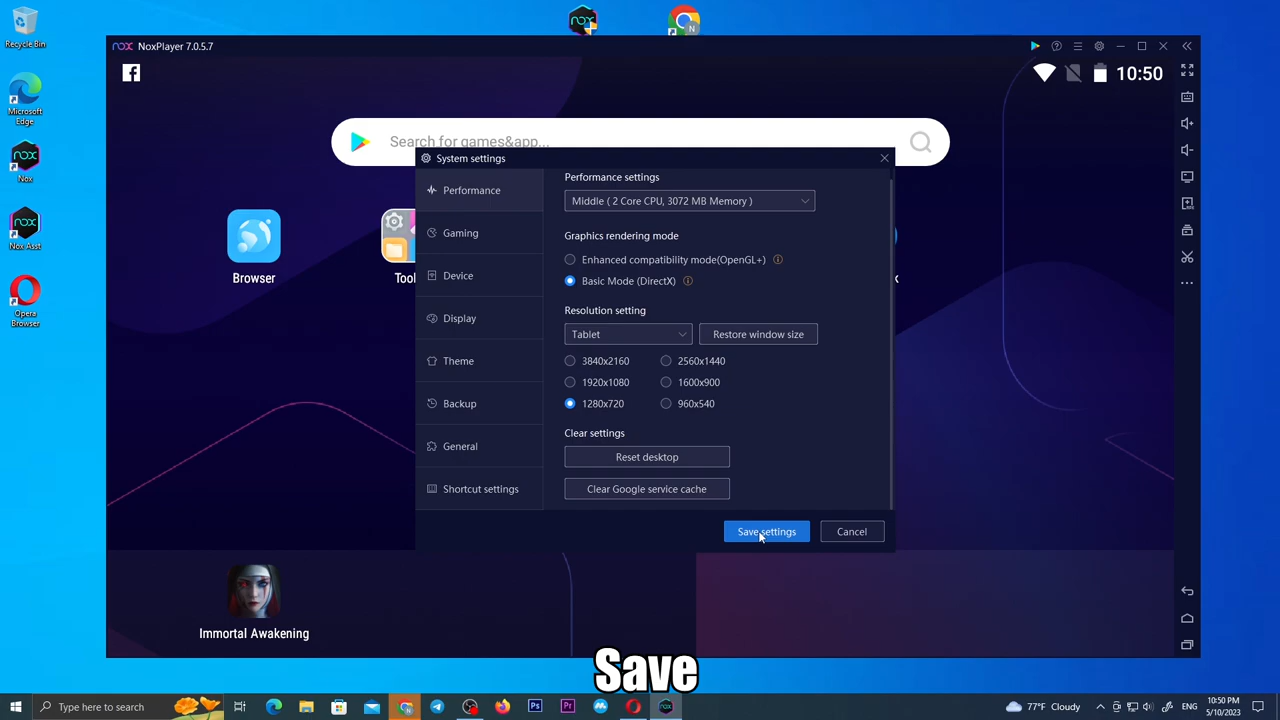 Recycle Bin
Microsoft
Edge
Nox
Nox Asst
Opera
Browser
nox NoxPlayer 7.0.5.7
10:50
Search for games&app...
System settings
Performance
Gaming
Device
Display
Theme
Backup
General
Shortcut settings
Performance settings
Middle ( 2 Core CPU, 3072 MB Memory )
Graphics rendering mode
Enhanced compatibility mode(OpenGL+)
Basic Mode (DirectX)
Resolution setting
Tablet
Restore window size
3840x2160
2560x1440
1920x1080
1600x900
1280x720
960x540
Clear settings
Reset desktop
Clear Google service cache
Save settings
Cancel
Browser
Immortal Awakening
Save
Type here to search
77°F Cloudy
10:50 PM
5/10/2023